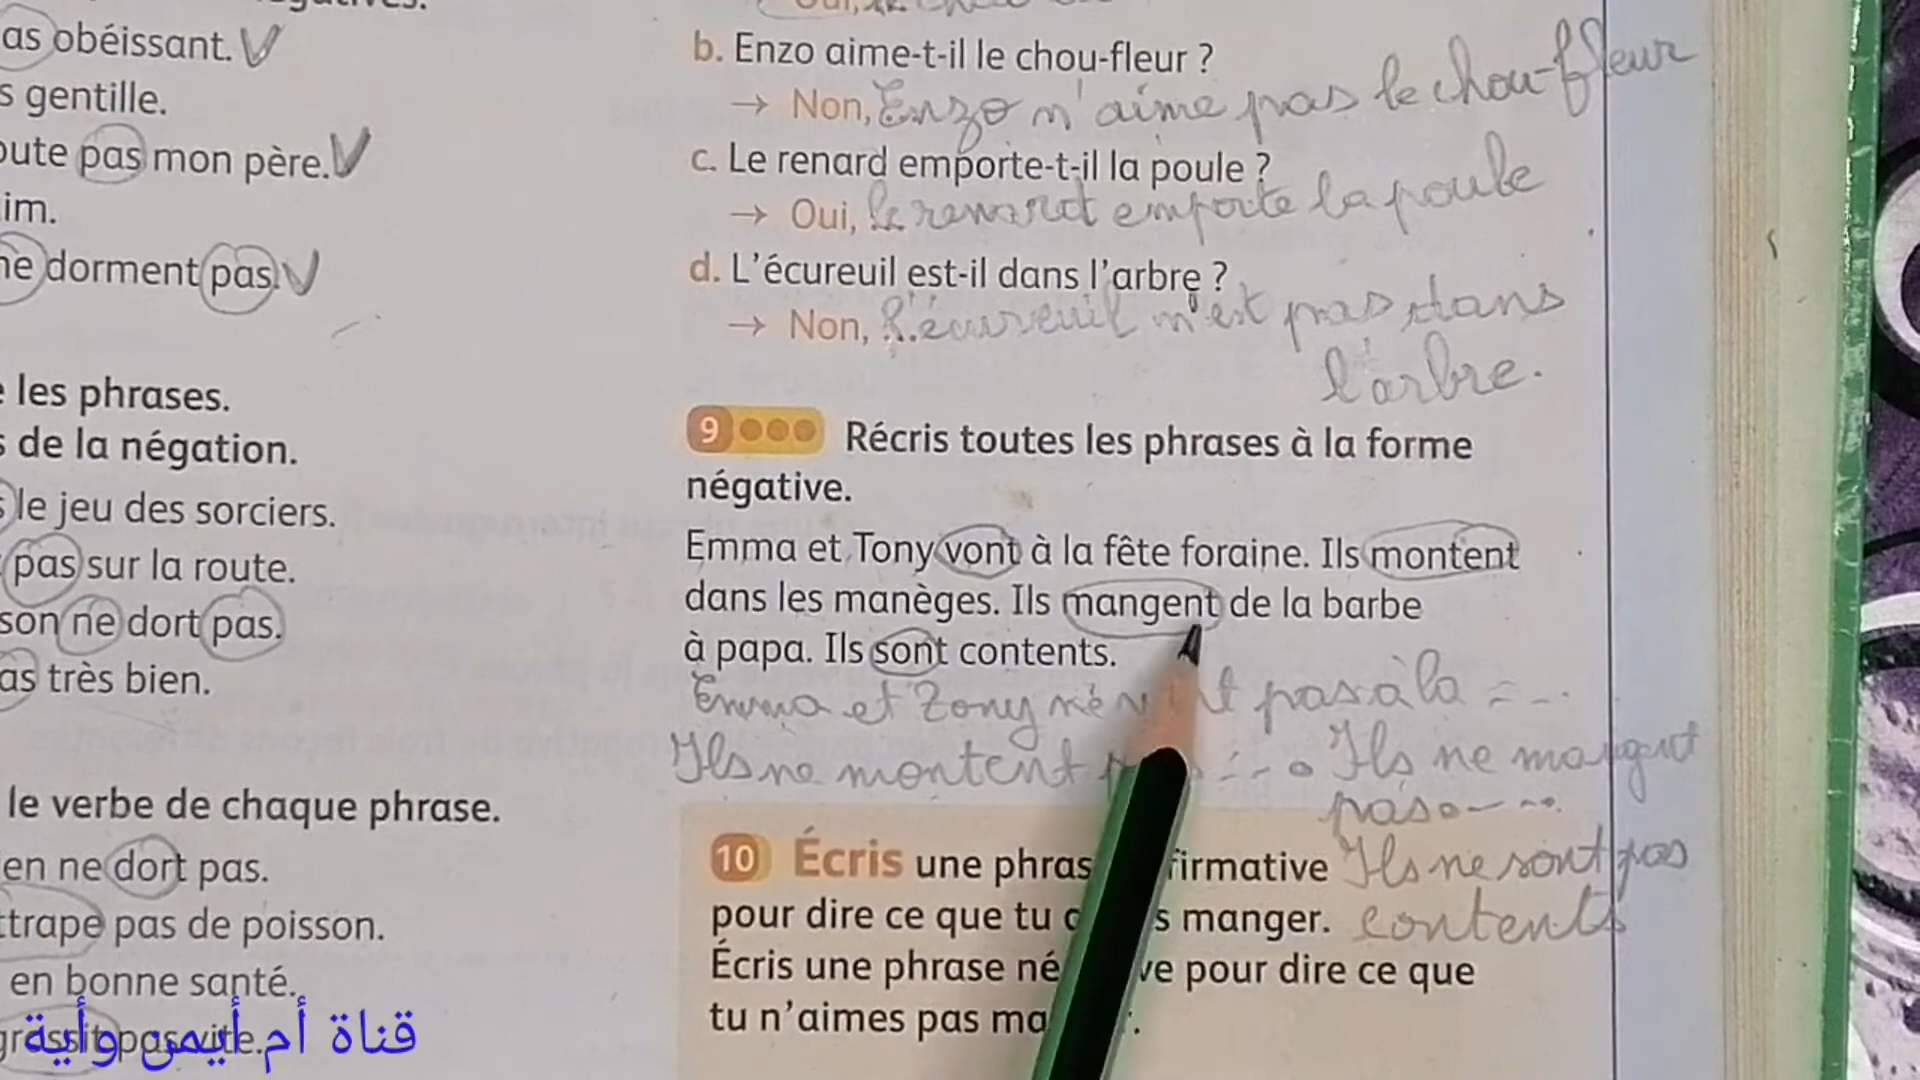 as obéissant. V
s gentille.
oute pas mon père. V
im.
ne dorment pas. V
les phrases.
s de la négation.
le jeu des sorciers.
pas sur la route.
son ne dort pas.
as très bien.
le verbe de chaque phrase.
en ne dort pas.
ttrape pas de poisson.
en bonne santé.
grossit pas vite.
قناة أم أيمن وأية
b. Enzo aime-t-il le chou-fleur ?
→ Non, Enzo n'aime pas le chou-fleur
c. Le renard emporte-t-il la poule ?
→ Oui, le renard emporte la poule
d. L'écureuil est-il dans l'arbre ?
→ Non, L'écureuil n'est pas dans
l'arbre.
9 Récris toutes les phrases à la forme
négative.
Emma et Tony vont à la fête foraine. Ils montent
dans les manèges. Ils mangent de la barbe
à papa. Ils sont contents.
Emma et Tony ne pas à la - - -
Ils ne montent - - . Ils ne mangent
pas - - -
10 Écris une phras firmative Ils ne sont pas
pour dire ce que tu s manger. contents
Écris une phrase né ve pour dire ce que
tu n'aimes pas ma .